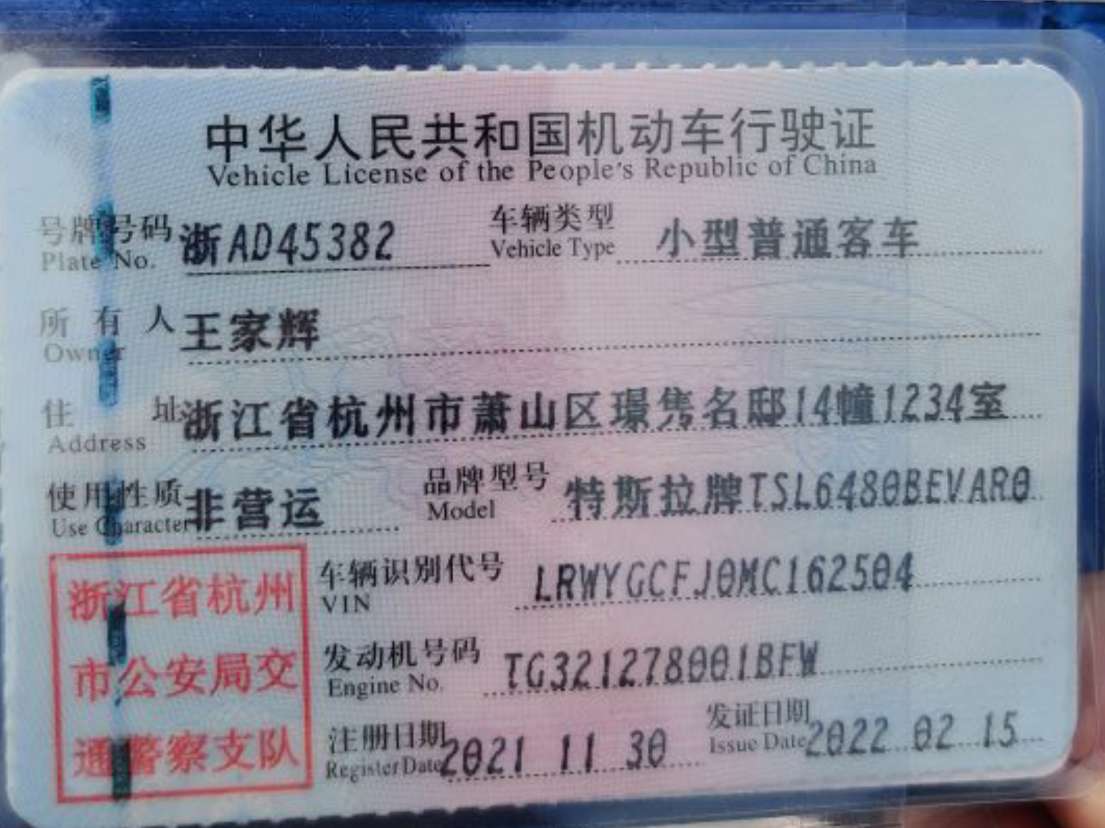 中华人民共和国机动车行驶证
Vehicle License of the People's Republic of China
号牌号码 浙AD45382 车辆类型 小型普通客车
Plate No. Vehicle Type
所有人 王家辉
Owner
住址 浙江省杭州市萧山区璟隽名邸14幢1234室
Address
使用性质 非营运 品牌型号 特斯拉牌TSL6480BEVAR0
Use Character Model
浙江省杭州
市公安局交
通警察支队
车辆识别代号 LRWYGCFJ0MC162504
VIN
发动机号码 TG321278001BFW
Engine No.
注册日期 2021 11 30 发证日期 2022 02 15
Register Date Issue Date